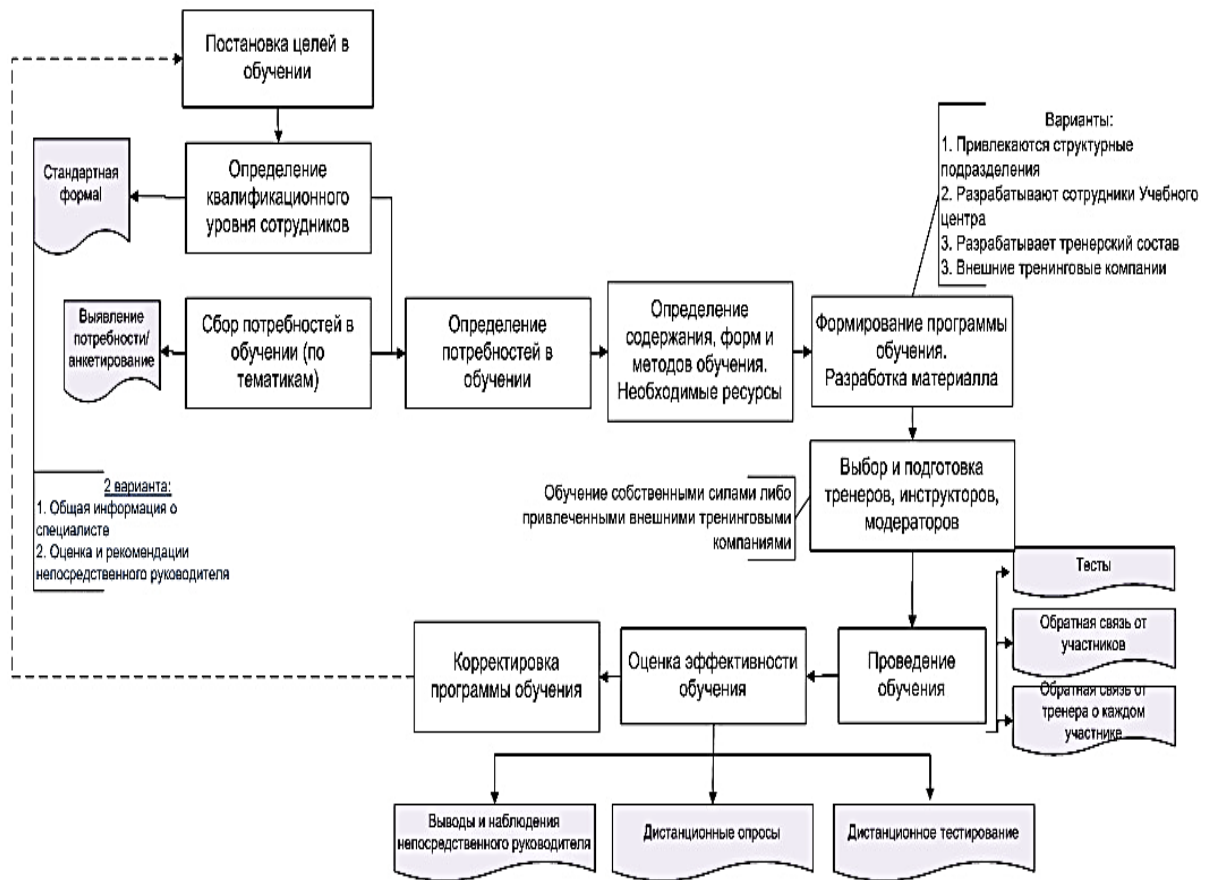 Постановка целей в
обучении
Варианты:
1. Привлекаются структурные
подразделения
2. Разрабатывают сотрудники Учебного
центра
3. Разрабатывает тренерский состав
3. Внешние тренинговые компании
Стандартная
формаl
Определение
квалификационного
уровня сотрудников
Выявление
потребности/
анкетирование
Сбор потребностей в
обучении (по
тематикам)
Определение
потребностей в
обучении
Определение
содержания, форм и
методов обучения.
Необходимые ресурсы
Формирование программы
обучения.
Разработка материалла
2 варианта:
1. Общая информация о
специалисте
2. Оценка и рекомендации
непосредственного руководителя
Обучение собственными силами либо
привлеченными внешними тренинговыми
компаниями
Выбор и подготовка
тренеров, инструкторов,
модераторов
Тесты
Обратная связь от
участников
Обратная связь от
тренера о каждом
участнике
Корректировка
программы обучения
Оценка эффективности
обучения
Проведение
обучения
Выводы и наблюдения
непосредственного руководителя
Дистанционные опросы
Дистанционное тестирование